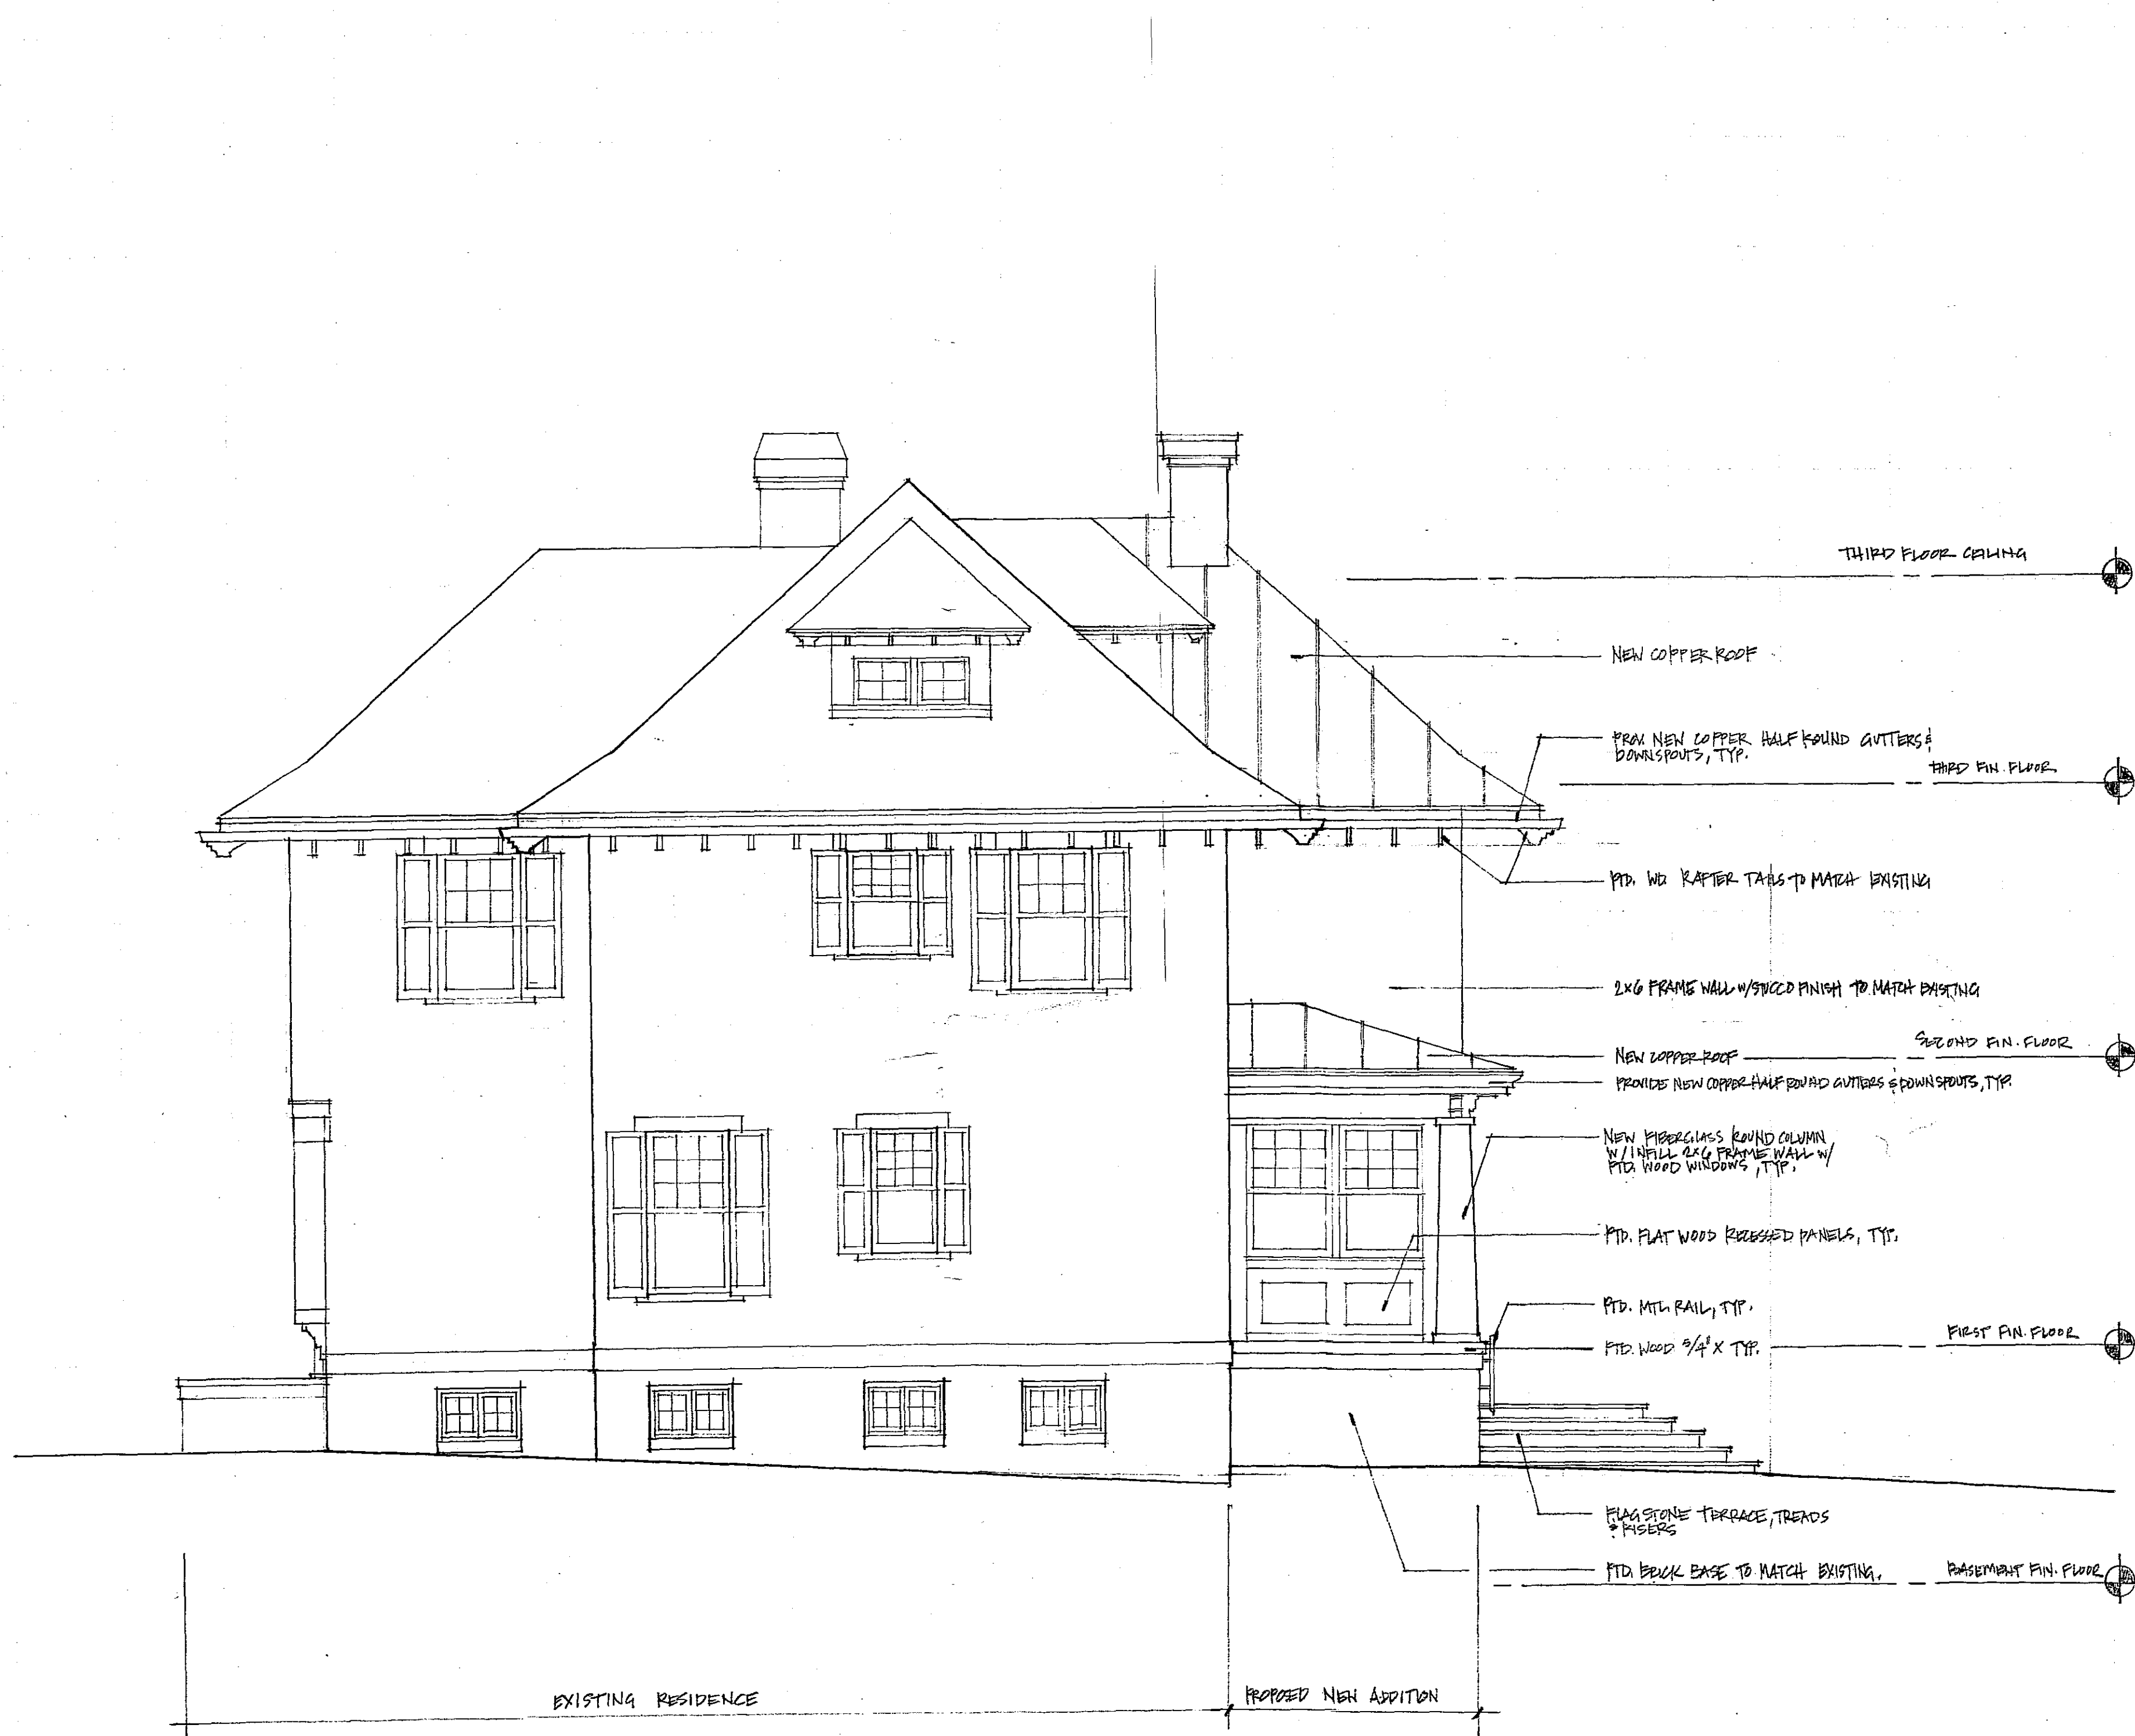 THIRD FLOOR CEILING
NEW COPPER ROOF
PROV. NEW COPPER HALF ROUND GUTTERS &
DOWNSPOUTS, TYP.
THIRD FIN. FLOOR
PTD. WD. RAFTER TAILS TO MATCH EXISTING
2x6 FRAME WALL W/STUCCO FINISH TO MATCH EXISTING
SECOND FIN. FLOOR
NEW COPPER ROOF
PROVIDE NEW COPPER HALF ROUND GUTTERS & DOWNSPOUTS, TYP.
NEW FIBERGLASS ROUND COLUMN
W/ INFILL 2x6 FRAME WALL W/
PTD. WOOD WINDOWS, TYP.
PTD. FLAT WOOD RECESSED PANELS, TYP.
PTD. MTL RAIL, TYP.
FIRST FIN. FLOOR
PTD. WOOD 5/4" X TYP.
FLAGSTONE TERRACE, TREADS
& RISERS
PTD. BRICK BASE TO MATCH EXISTING.
BASEMENT FIN. FLOOR
EXISTING RESIDENCE
PROPOSED NEW ADDITION